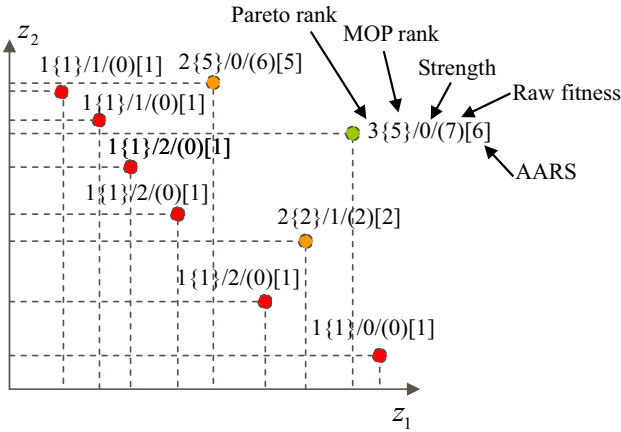 Pareto rank
MOP rank
Strength
Raw fitness
AARS
z2
1{1}/1/(0)[1]
2{5}/0/(6)[5]
1{1}/1/(0)[1]
3{5}/0/(7)[6]
1{1}/2/(0)[1]
1{1}/2/(0)[1]
2{2}/1/(2)[2]
1{1}/2/(0)[1]
1{1}/0/(0)[1]
z1